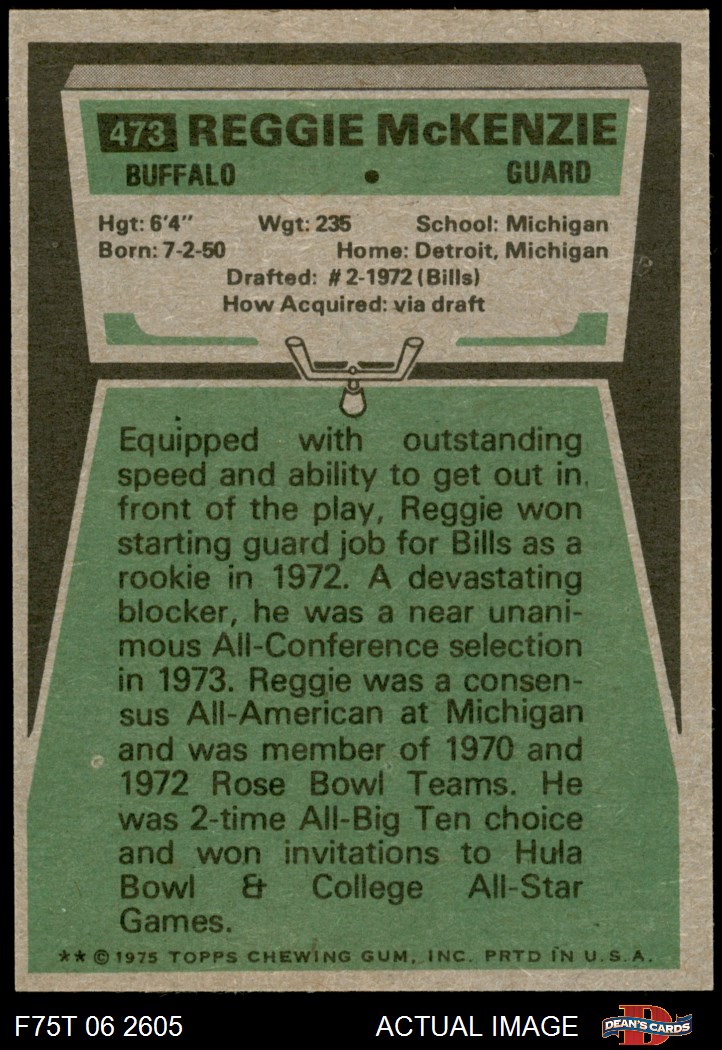 473 REGGIE McKENZIE
BUFFALO • GUARD
Hgt: 6'4" Wgt: 235 School: Michigan
Born: 7-2-50 Home: Detroit, Michigan
Drafted: #2-1972 (Bills)
How Acquired: via draft
Equipped with outstanding
speed and ability to get out in
front of the play, Reggie won
starting guard job for Bills as a
rookie in 1972. A devastating
blocker, he was a near unani-
mous All-Conference selection
in 1973. Reggie was a consen-
sus All-American at Michigan
and was member of 1970 and
1972 Rose Bowl Teams. He
was 2-time All-Big Ten choice
and won invitations to Hula
Bowl & College All-Star
Games.
**©1975 TOPPS CHEWING GUM, INC. PRTD IN U.S.A.
F75T 06 2605 ACTUAL IMAGE D DEAN'S CARDS